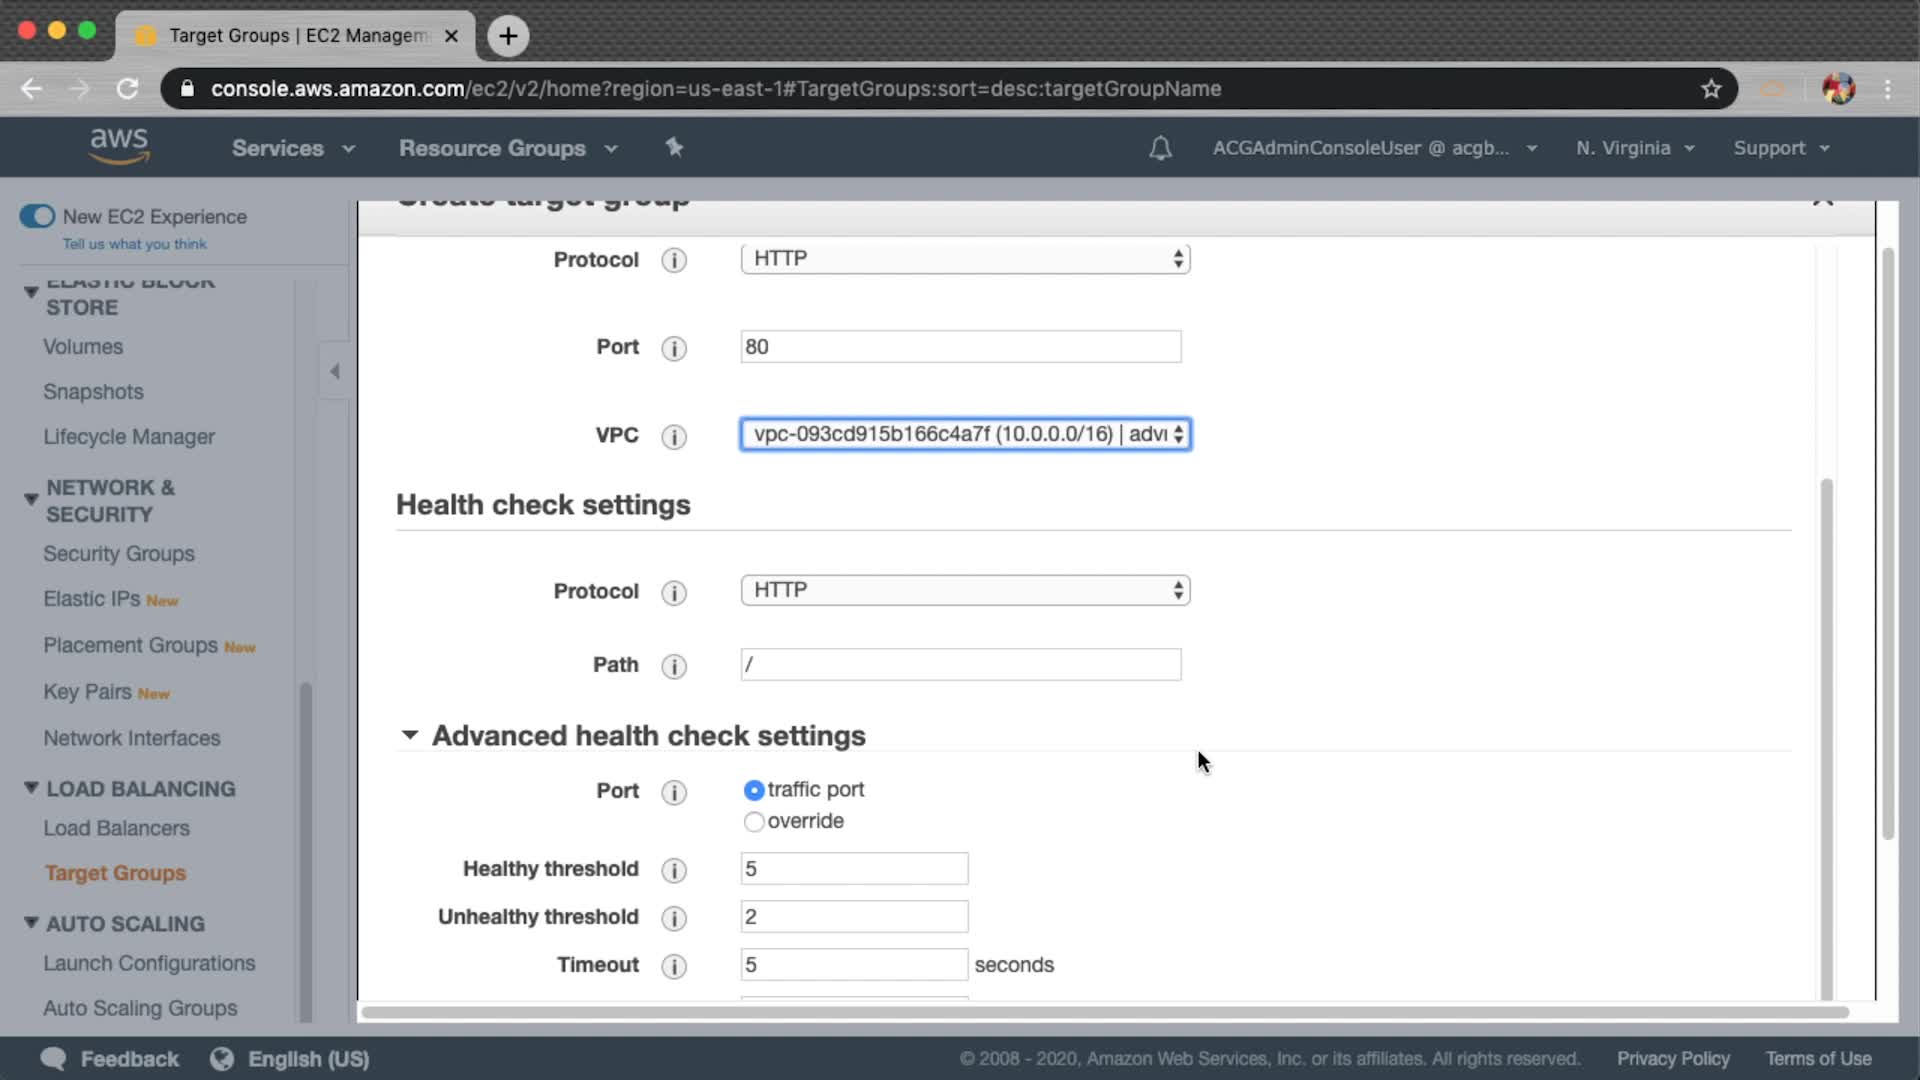 Target Groups | EC2 Managem
console.aws.amazon.com/ec2/v2/home?region=us-east-1#TargetGroups:sort=desc:targetGroupName
aws
Services
Resource Groups
ACGAdminConsoleUser @ acgb...
N. Virginia
Support
New EC2 Experience
Tell us what you think
ELASTIC BLOCK
STORE
Volumes
Snapshots
Lifecycle Manager
NETWORK &
SECURITY
Security Groups
Elastic IPs New
Placement Groups New
Key Pairs New
Network Interfaces
LOAD BALANCING
Load Balancers
Target Groups
AUTO SCALING
Launch Configurations
Auto Scaling Groups
Create target group
Protocol HTTP
Port 80
VPC vpc-093cd915b166c4a7f (10.0.0.0/16) |
Health check settings
Protocol HTTP
Path /
Advanced health check settings
Port traffic port
override
Healthy threshold 5
Unhealthy threshold 2
Timeout 5 seconds
Feedback
English (US)
© 2008 - 2020, Amazon Web Services, Inc. or its affiliates. All rights reserved.
Privacy Policy
Terms of Use